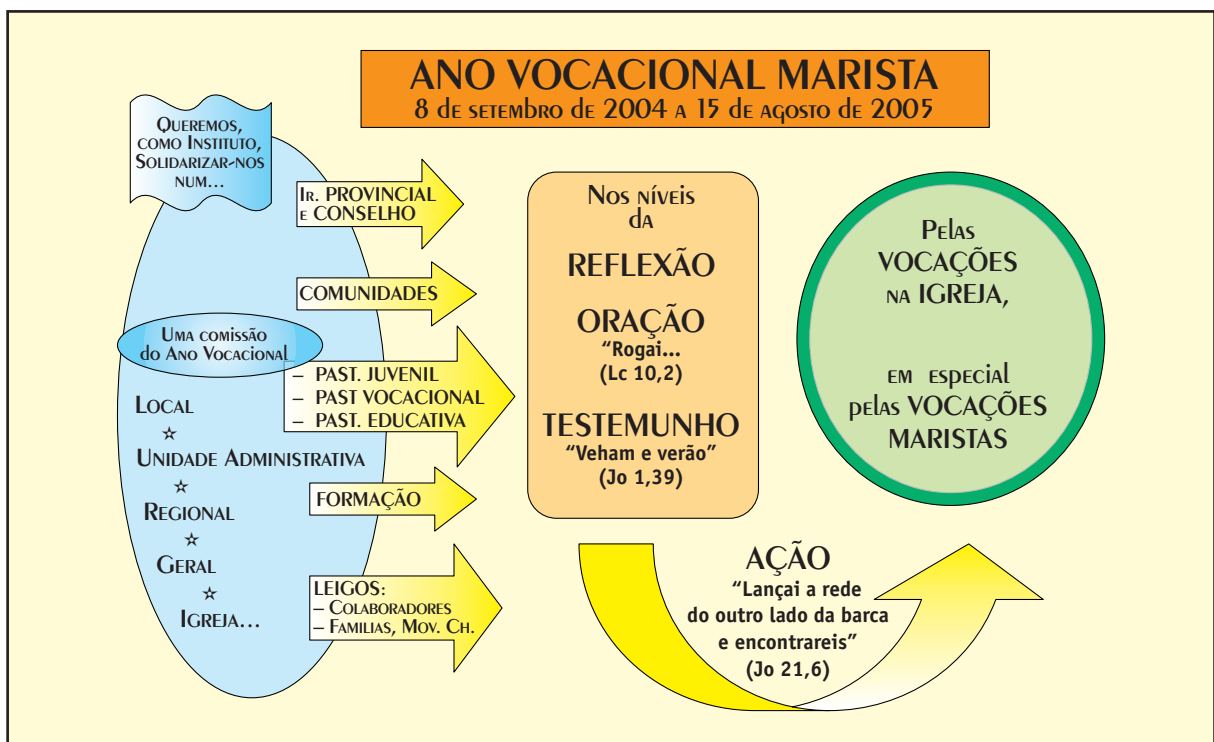 ANO VOCACIONAL MARISTA
8 de setembro de 2004 a 15 de agosto de 2005
Queremos,
como Instituto,
Solidarizar-nos
num…
Uma comissão
do Ano Vocacional
Local
☆
Unidade Administrativa
☆
Regional
☆
Geral
☆
Igreja…
Ir. PROVINCIAL
e CONSELHO
COMUNIDADES
– PAST. JUVENIL
– PAST VOCACIONAL
– PAST. EDUCATIVA
FORMAÇÃO
LEIGOS:
– Colaboradores
– Familias, Mov. Ch.
Nos níveis
da
REFLEXÃO
ORAÇÃO
“Rogai...
(Lc 10,2)
TESTEMUNHO
“Veham e verão”
(Jo 1,39)
AÇÃO
“Lançai a rede
do outro lado da barca
e encontrareis”
(Jo 21,6)
Pelas
VOCAÇÕES
na IGREJA,
em especial
pelas VOCAÇÕES
MARISTAS